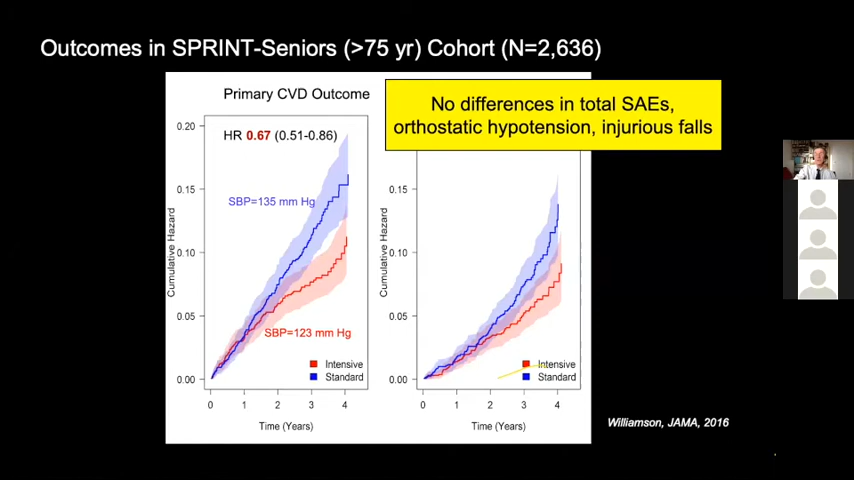 Outcomes in SPRINT-Seniors (>75 yr) Cohort (N=2,636)
Primary CVD Outcome
No differences in total SAEs,
orthostatic hypotension, injurious falls
HR 0.67 (0.51-0.86)
SBP=135 mm Hg
SBP=123 mm Hg
Cumulative Hazard
0.20
0.15
0.10
0.05
0.00
Intensive
Standard
0 1 2 3 4
Time (Years)
Cumulative Hazard
0.15
0.10
0.05
0.00
Intensive
Standard
0 1 2 3 4
Time (Years)
Williamson, JAMA, 2016